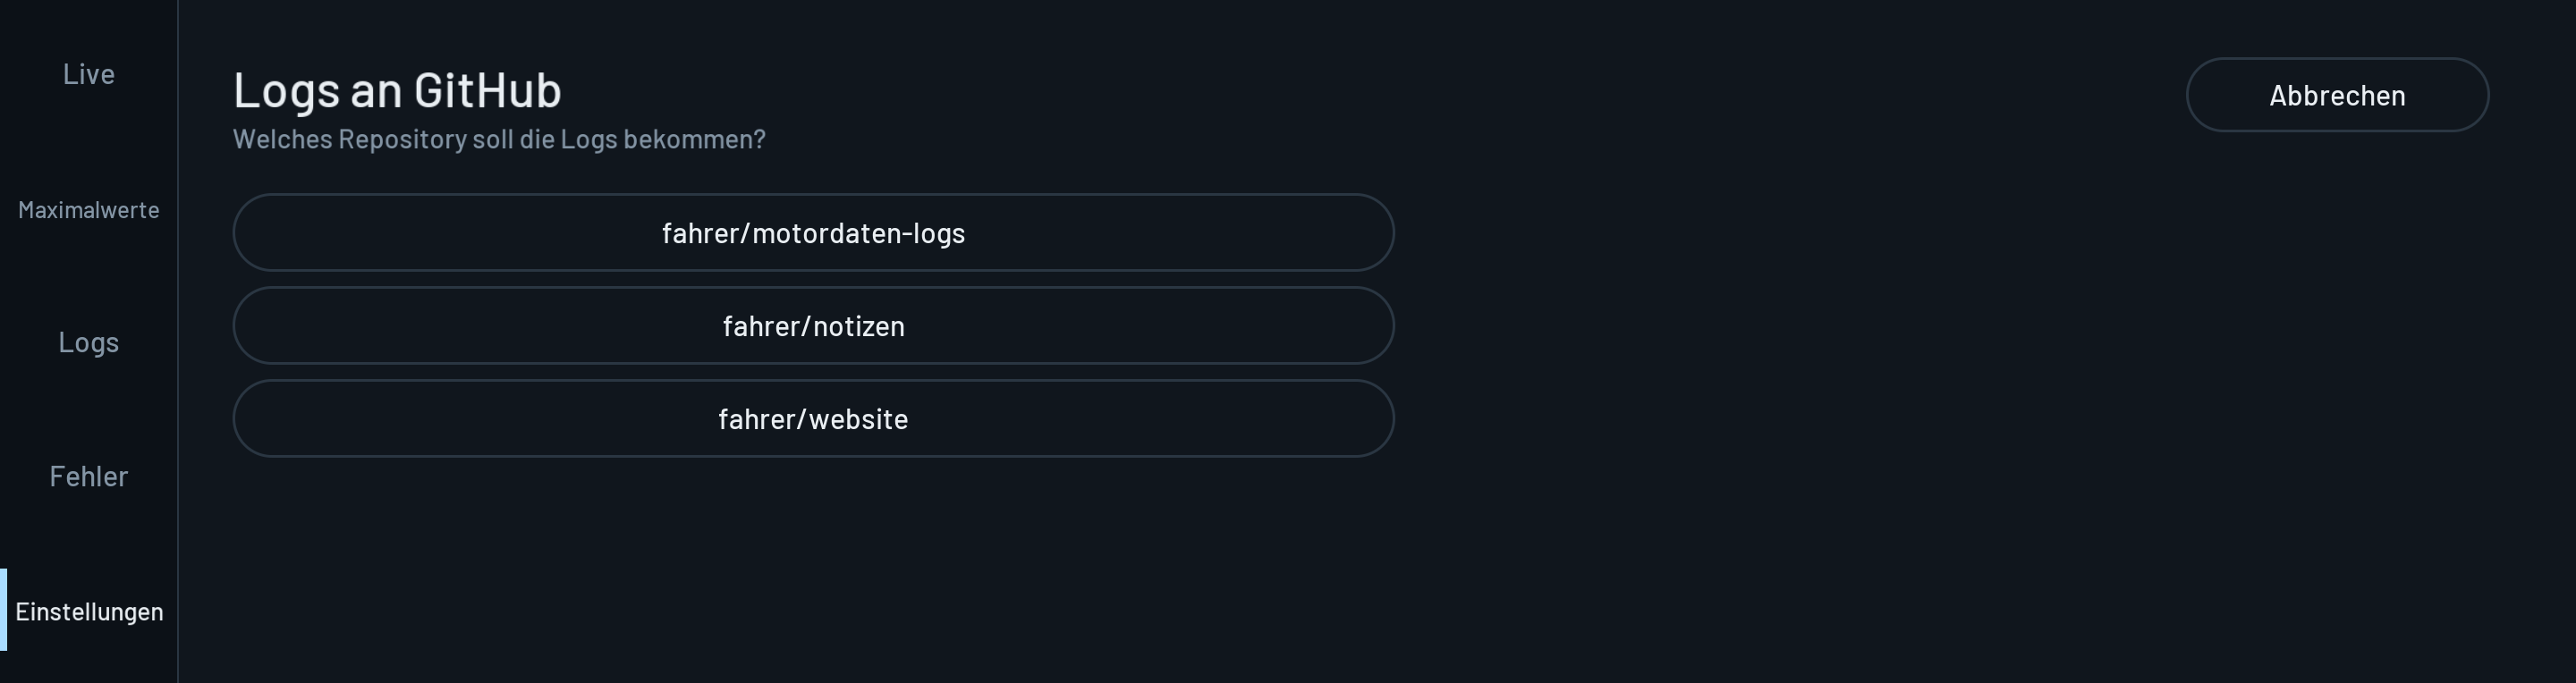 Live
Maximalwerte
Logs
Fehler
Einstellungen
Logs an GitHub
Welches Repository soll die Logs bekommen?
Abbrechen
fahrer/motordaten-logs
fahrer/notizen
fahrer/website